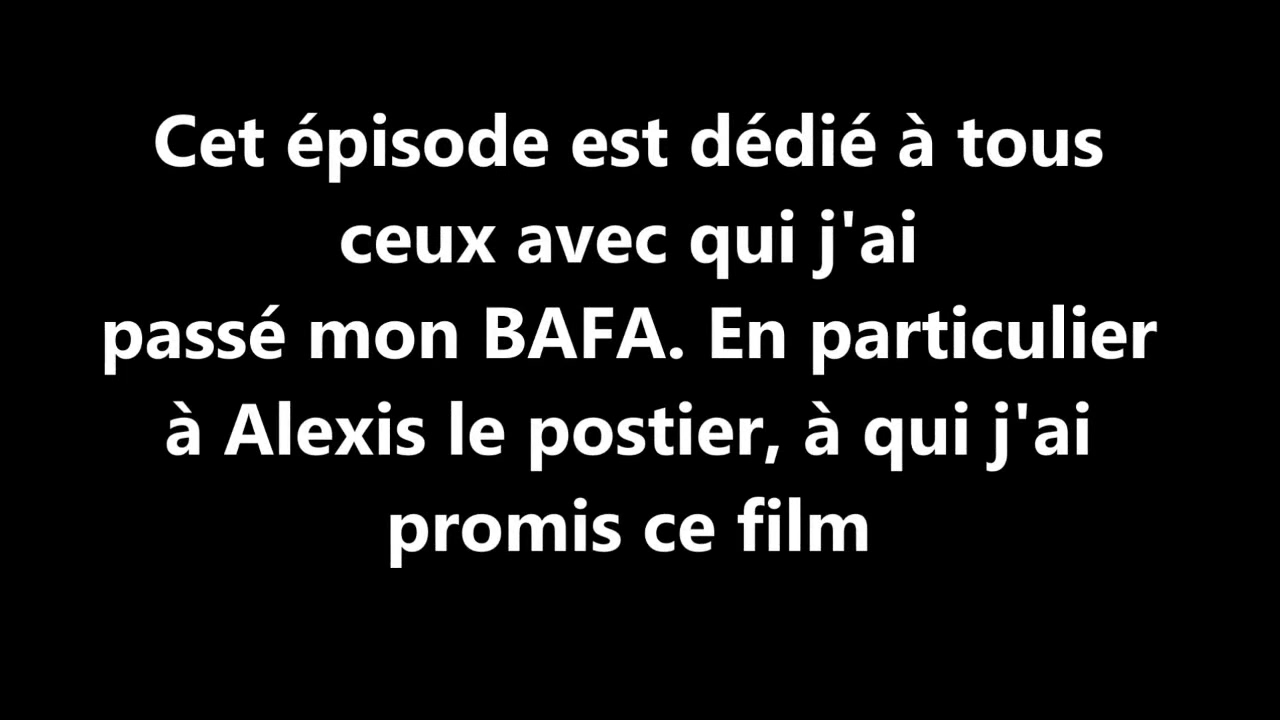 Cet épisode est dédié à tous
ceux avec qui j'ai
passé mon BAFA. En particulier
à Alexis le postier, à qui j'ai
promis ce film